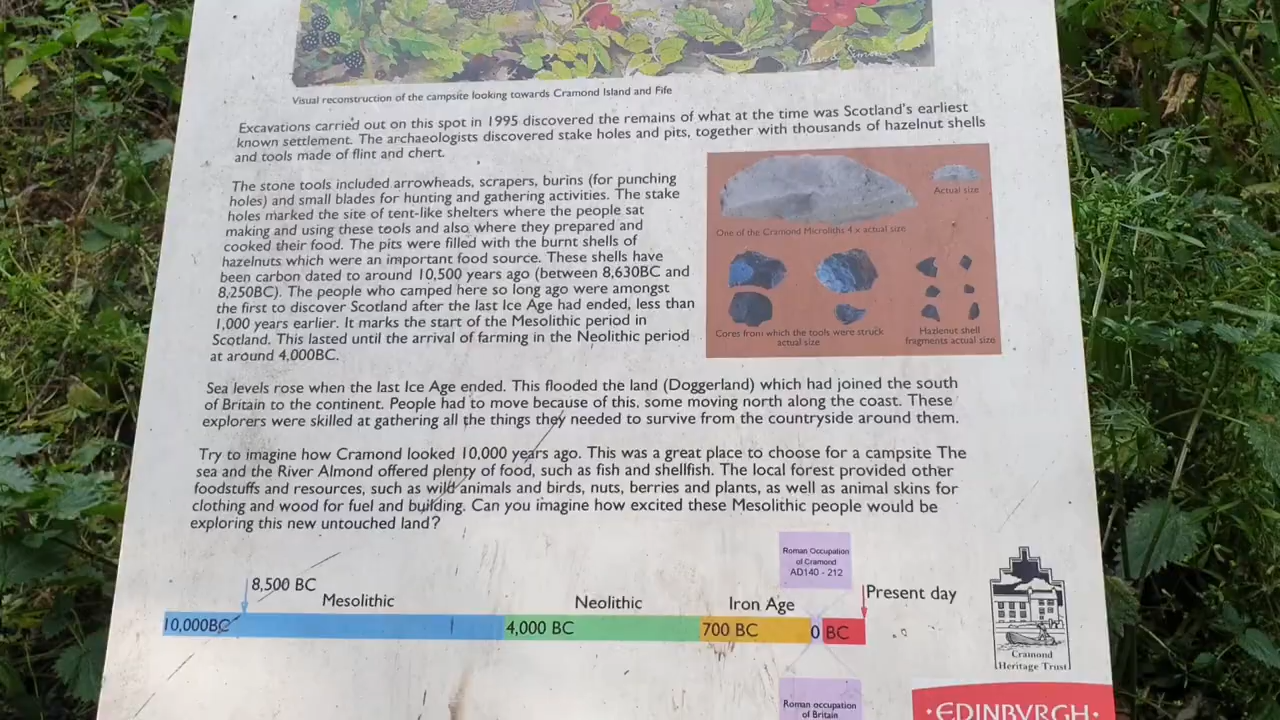 David Simon
Visual reconstruction of the campsite looking towards Cramond Island and Fife
Excavations carried out on this spot in 1995 discovered the remains of what at the time was Scotland's earliest
known settlement. The archaeologists discovered stake holes and pits, together with thousands of hazelnut shells
and tools made of flint and chert.
The stone tools included arrowheads, scrapers, burins (for punching
holes) and small blades for hunting and gathering activities. The stake
holes marked the site of tent-like shelters where the people sat
making and using these tools and also where they prepared and
cooked their food. The pits were filled with the burnt shells of
hazelnuts which were an important food source. These shells have
been carbon dated to around 10,500 years ago (between 8,630BC and
8,250BC). The people who camped here so long ago were amongst
the first to discover Scotland after the last Ice Age had ended, less than
1,000 years earlier. It marks the start of the Mesolithic period in
Scotland. This lasted until the arrival of farming in the Neolithic period
at around 4,000BC.
Actual size
One of the Cramond Microliths 4 x actual size
Cores from which the tools were struck
actual size
Hazlenut shell
fragments actual size
Sea levels rose when the last Ice Age ended. This flooded the land (Doggerland) which had joined the south
of Britain to the continent. People had to move because of this, some moving north along the coast. These
explorers were skilled at gathering all the things they needed to survive from the countryside around them.
Try to imagine how Cramond looked 10,000 years ago. This was a great place to choose for a campsite The
sea and the River Almond offered plenty of food, such as fish and shellfish. The local forest provided other
foodstuffs and resources, such as wild animals and birds, nuts, berries and plants, as well as animal skins for
clothing and wood for fuel and building. Can you imagine how excited these Mesolithic people would be
exploring this new untouched land?
Roman Occupation
of Cramond
AD140 - 212
8,500 BC
Present day
Mesolithic
Neolithic
Iron Age
10,000BC
4,000 BC
700 BC
0 BC
Cramond
Heritage Trust
Roman occupation
of Britain
·EDINBVRGH·